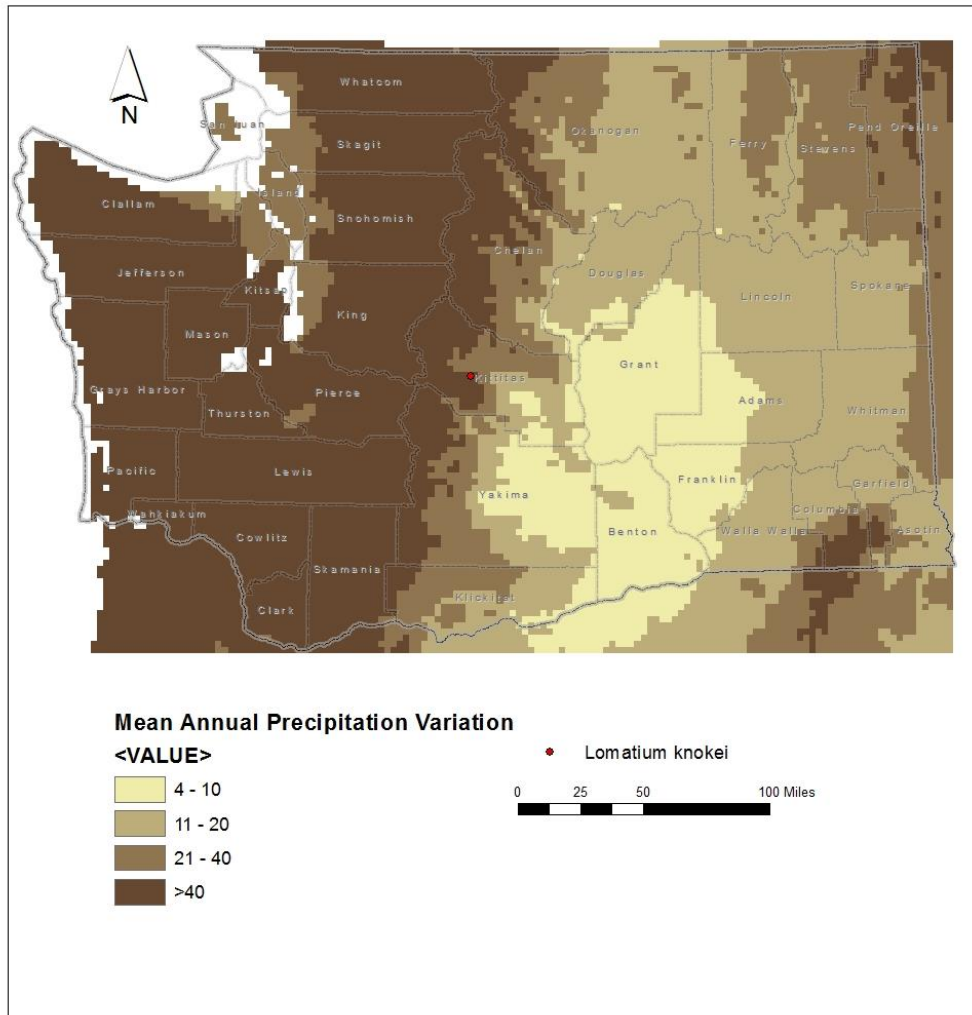 Whatcom
N
San Juan
Okanogan
Pend Oreille
Skagit
Ferry
Stevens
Island
Clallam
Snohomish
Chelan
Jefferson
Douglas
Kitsap
Lincoln
Spokane
King
Mason
Grant
Kittitas
Grays Harbor
Pierce
Adams
Thurston
Whitman
Pacific
Lewis
Franklin
Garfield
Yakima
Columbia
Wahkiakum
Benton
Walla Walla
Asotin
Cowlitz
Skamania
Klickitat
Clark
Mean Annual Precipitation Variation
<VALUE>
4 - 10
11 - 20
21 - 40
>40
Lomatium knokei
0 25 50 100 Miles